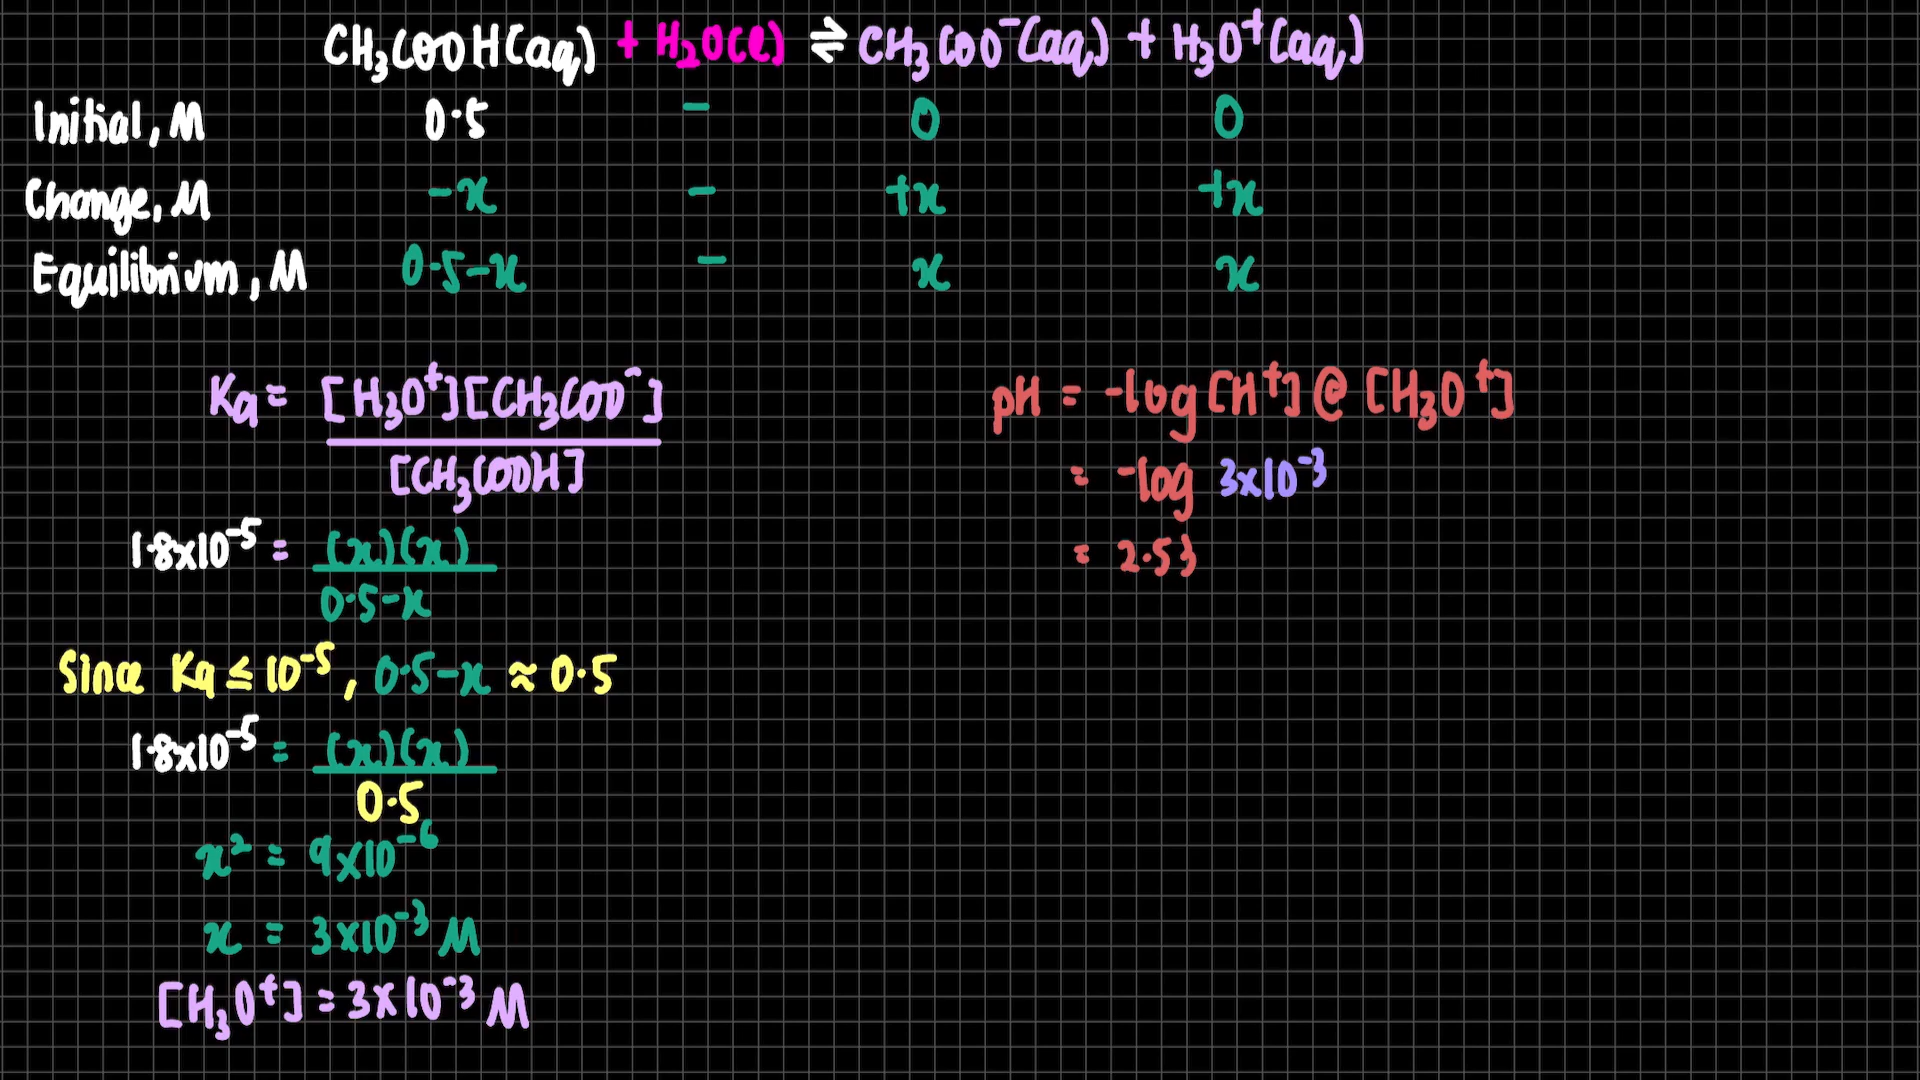 CH₃COOH(aq) + H₂O(l) ⇌ CH₃COO⁻(aq) + H₃O⁺(aq)
Initial, M 0.5 - 0 0
Change, M -x - +x +x
Equilibrium, M 0.5-x - x x
Ka = [H₃O⁺][CH₃COO⁻]
[CH₃COOH]
1.8x10⁻⁵ = (x)(x)
0.5-x
Since Ka ≤ 10⁻⁵, 0.5-x ≈ 0.5
1.8x10⁻⁵ = (x)(x)
0.5
x² = 9x10⁻⁶
x = 3x10⁻³ M
[H₃O⁺] = 3x10⁻³ M
pH = -log [H⁺] @ [H₃O⁺]
= -log 3x10⁻³
= 2.53